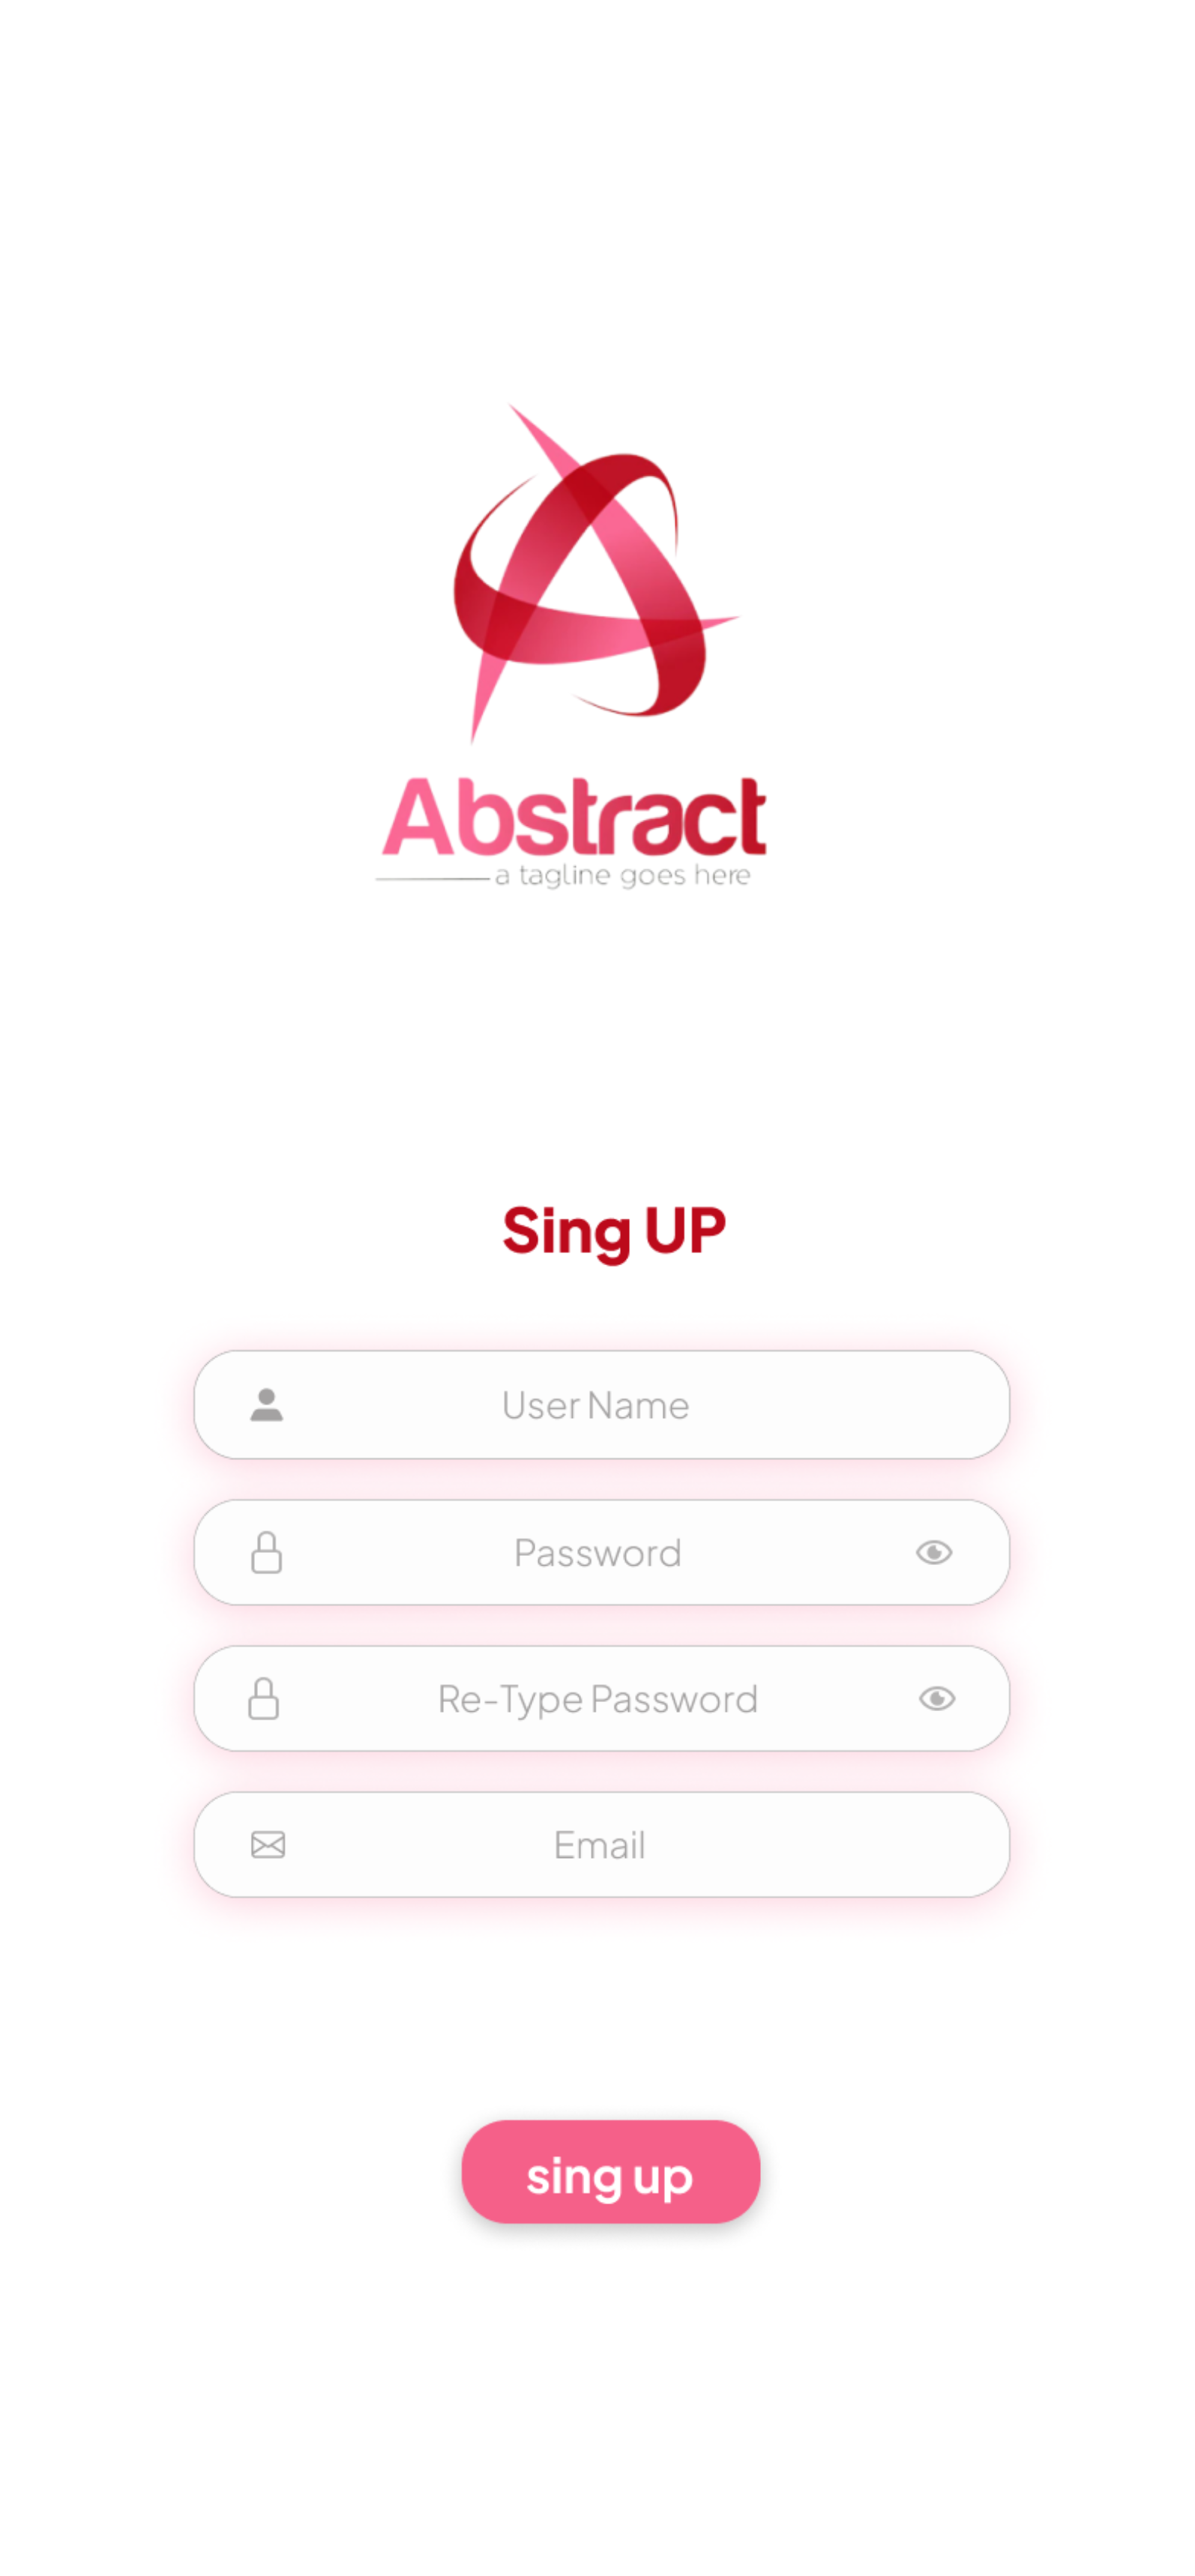 Abstract
a tagline goes here
Sing UP
User Name
Password
Re-Type Password
Email
sing up